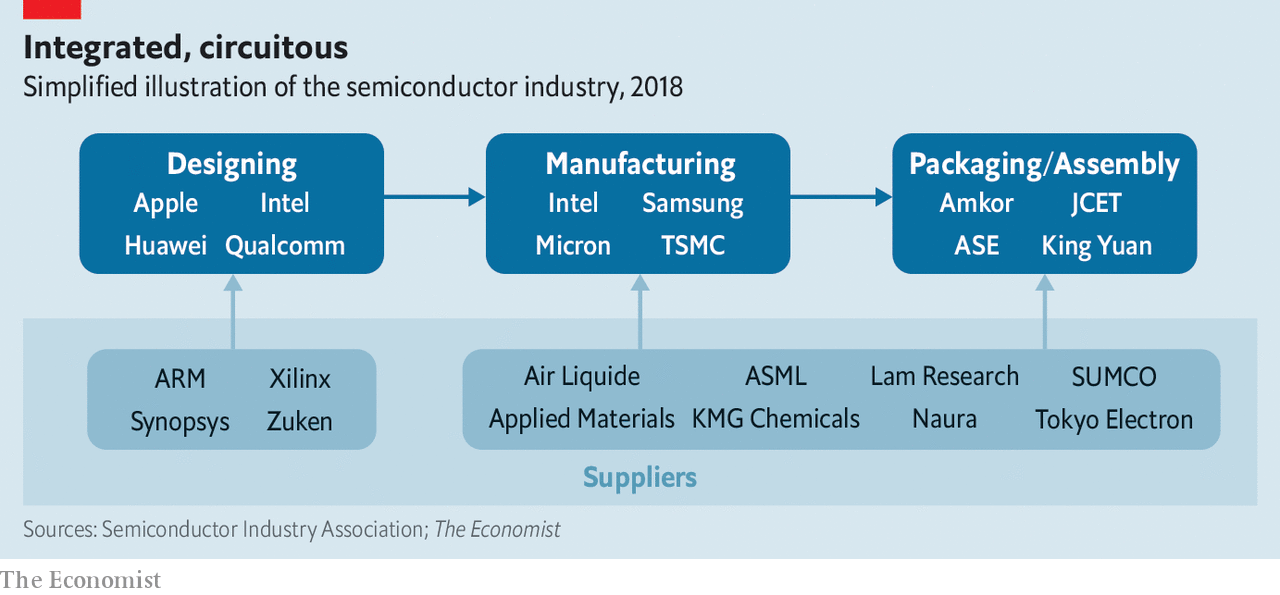 Integrated, circuitous
Simplified illustration of the semiconductor industry, 2018
Designing
Apple Intel
Huawei Qualcomm
Manufacturing
Intel Samsung
Micron TSMC
Packaging/Assembly
Amkor JCET
ASE King Yuan
ARM Xilinx
Synopsys Zuken
Air Liquide ASML Lam Research SUMCO
Applied Materials KMG Chemicals Naura Tokyo Electron
Suppliers
Sources: Semiconductor Industry Association; The Economist
The Economist